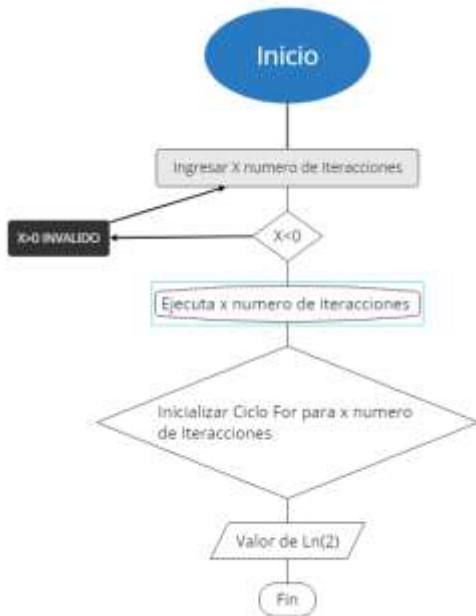 Inicio
Ingresar X numero de Iteracciones
X<0
X>0 INVALIDO
Ejecuta x numero de Iteracciones
Inicializar Ciclo For para x numero
de Iteracciones
Valor de Ln(2)
Fin